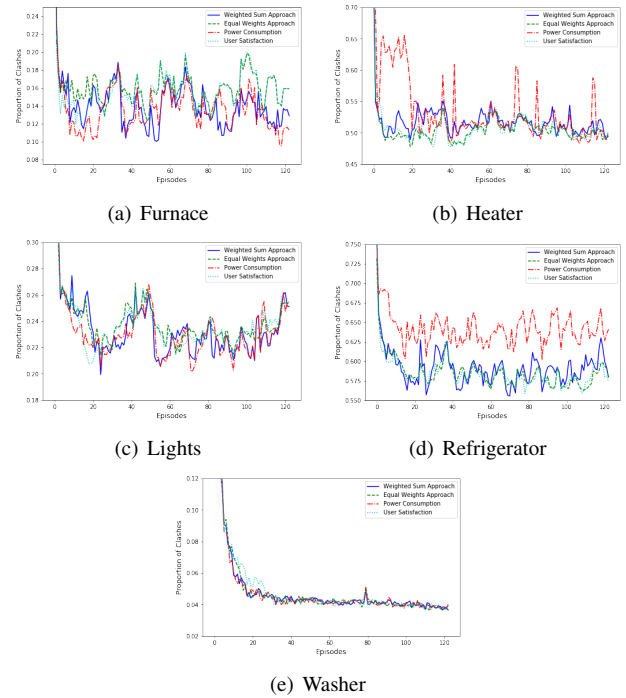 Weighted Sum Approach
Equal Weights Approach
Power Consumption
User Satisfaction
0.24
0.22
0.20
0.18
0.16
0.14
0.12
0.10
0.08
Proportion of Clashes
0 20 40 60 80 100 120
Episodes
(a) Furnace
Weighted Sum Approach
Equal Weights Approach
Power Consumption
User Satisfaction
0.70
0.65
0.60
0.55
0.50
0.45
Proportion of Clashes
0 20 40 60 80 100 120
Episodes
(b) Heater
Weighted Sum Approach
Equal Weights Approach
Power Consumption
User Satisfaction
0.30
0.28
0.26
0.24
0.22
0.20
0.18
Proportion of Clashes
0 20 40 60 80 100 120
Episodes
(c) Lights
Weighted Sum Approach
Equal Weights Approach
Power Consumption
User Satisfaction
0.750
0.725
0.700
0.675
0.650
0.625
0.600
0.575
0.550
Proportion of Clashes
0 20 40 60 80 100 120
Episodes
(d) Refrigerator
Weighted Sum Approach
Equal Weights Approach
Power Consumption
User Satisfaction
0.12
0.10
0.08
0.06
0.04
0.02
Proportion of Clashes
0 20 40 60 80 100 120
Episodes
(e) Washer